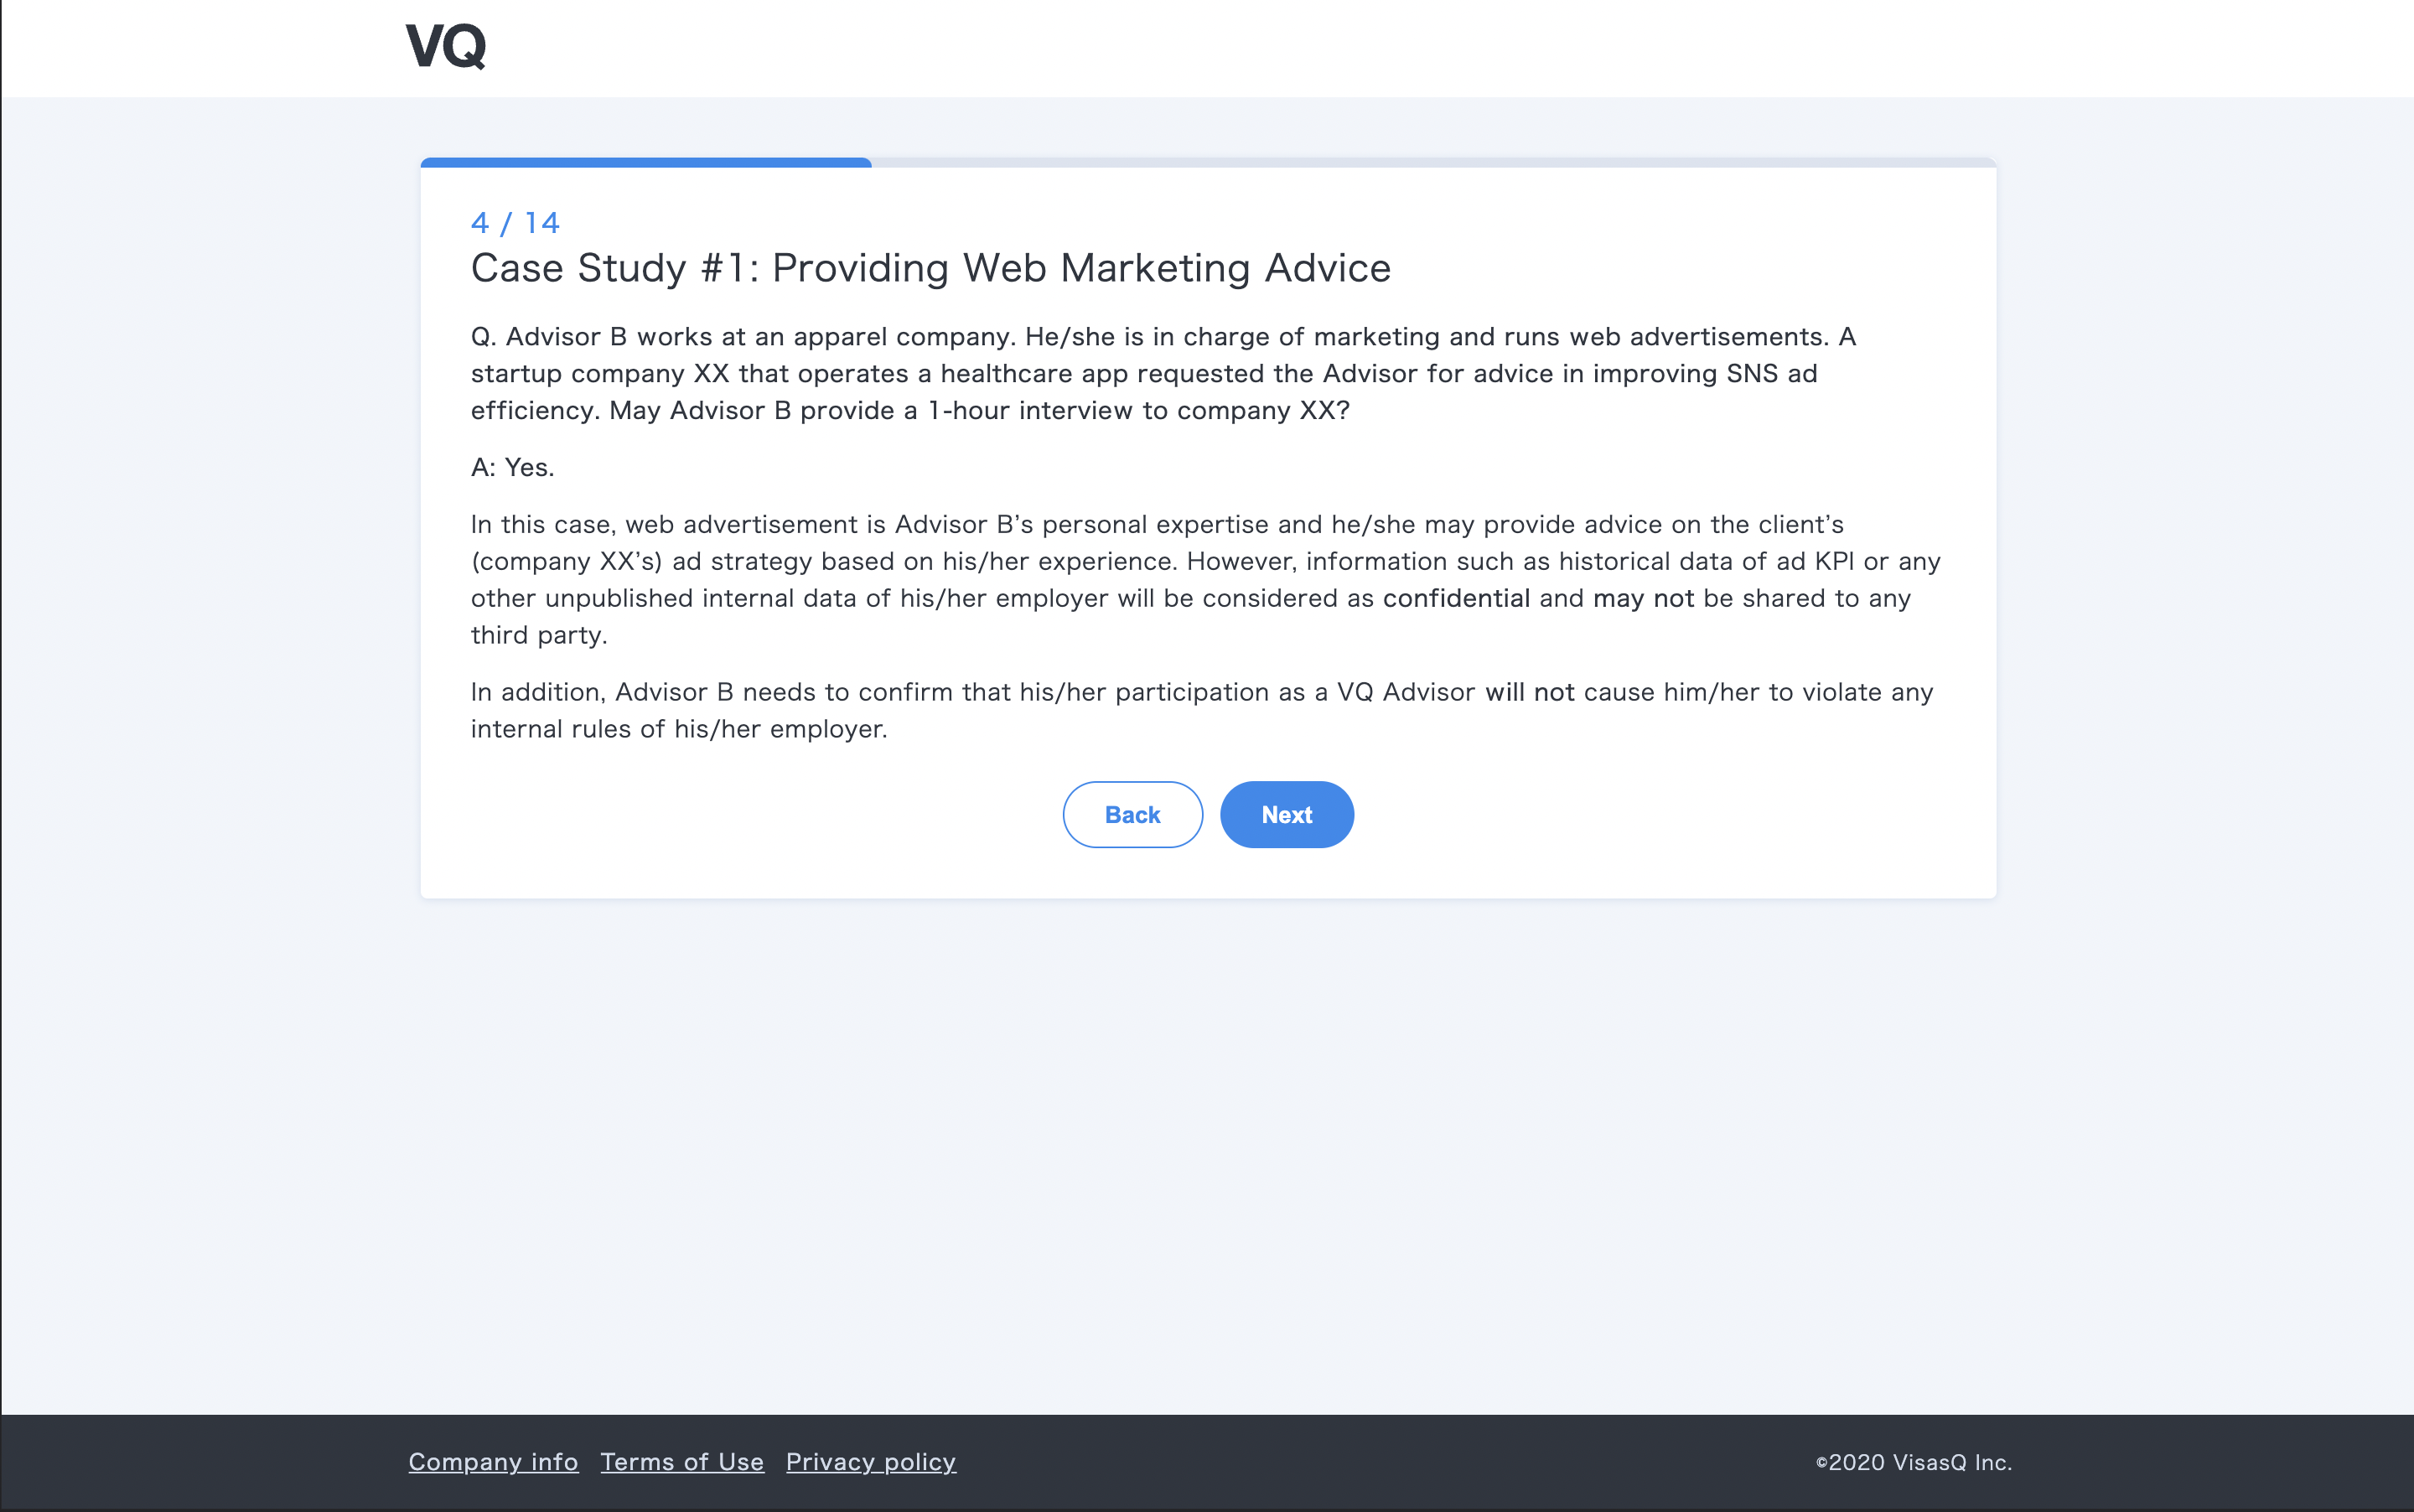 VQ
4 / 14
Case Study #1: Providing Web Marketing Advice
Q. Advisor B works at an apparel company. He/she is in charge of marketing and runs web advertisements. A
startup company XX that operates a healthcare app requested the Advisor for advice in improving SNS ad
efficiency. May Advisor B provide a 1-hour interview to company XX?
A: Yes.
In this case, web advertisement is Advisor B’s personal expertise and he/she may provide advice on the client’s
(company XX’s) ad strategy based on his/her experience. However, information such as historical data of ad KPI or any
other unpublished internal data of his/her employer will be considered as confidential and may not be shared to any
third party.
In addition, Advisor B needs to confirm that his/her participation as a VQ Advisor will not cause him/her to violate any
internal rules of his/her employer.
Back Next
Company info Terms of Use Privacy policy ©2020 VisasQ Inc.